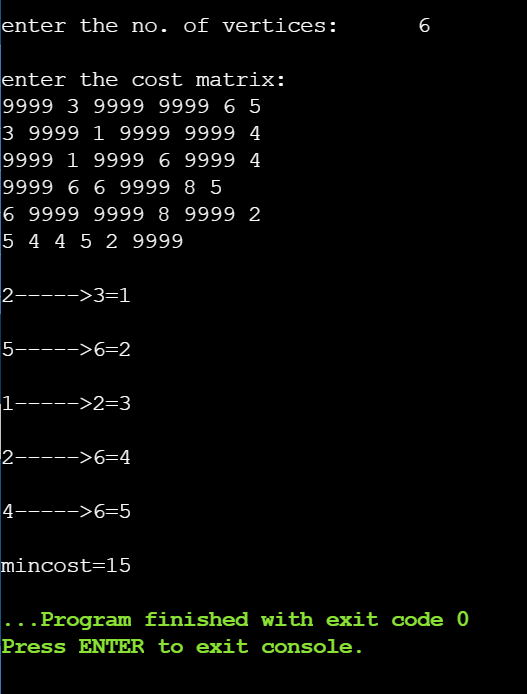 enter the no. of vertices:      6
enter the cost matrix:
9999 3 9999 9999 6 5
3 9999 1 9999 9999 4
9999 1 9999 6 9999 4
9999 6 6 9999 8 5
6 9999 9999 8 9999 2
5 4 4 5 2 9999
2----->3=1
5----->6=2
1----->2=3
2----->6=4
4----->6=5
mincost=15
...Program finished with exit code 0
Press ENTER to exit console.